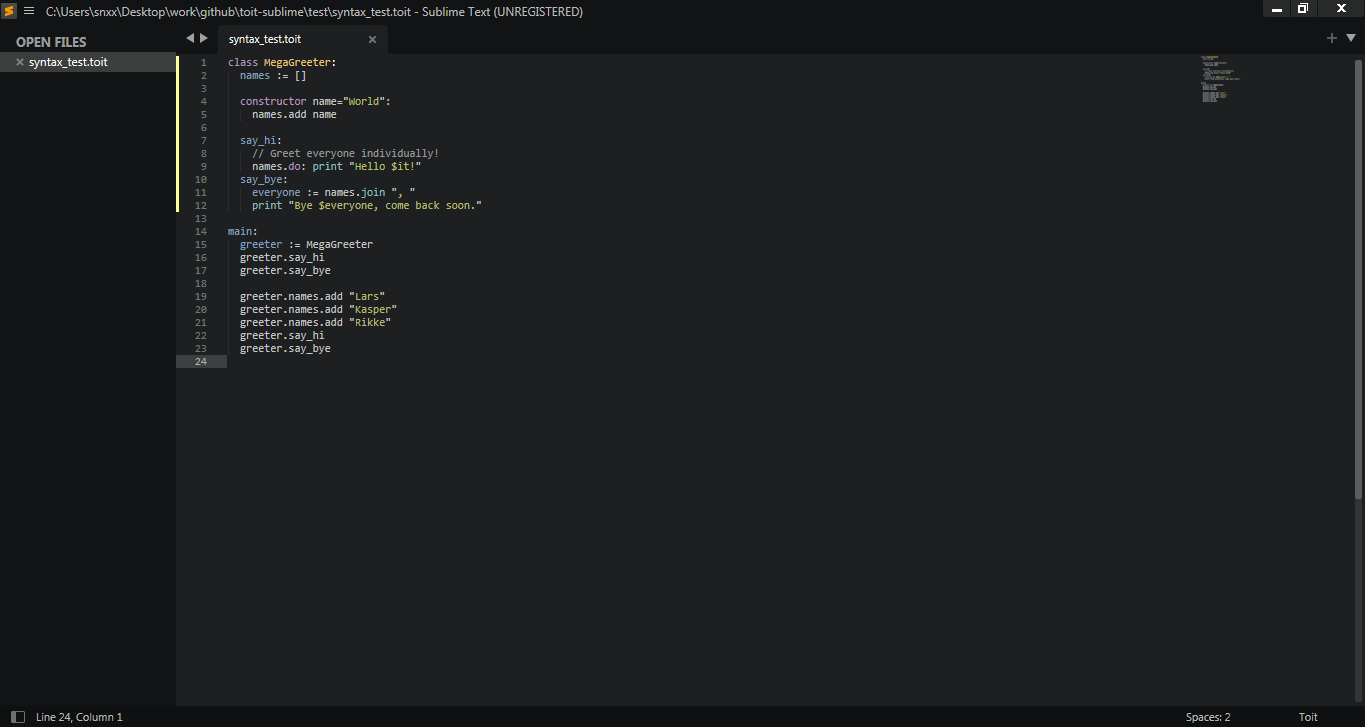 C:\Users\snxx\Desktop\work\github\toit-sublime\test\syntax_test.toit - Sublime Text (UNREGISTERED)
OPEN FILES
syntax_test.toit
syntax_test.toit
1 class MegaGreeter:
2   names := []
3
4   constructor name="World":
5     names.add name
6
7   say_hi:
8     // Greet everyone individually!
9     names.do: print "Hello $it!"
10   say_bye:
11     everyone := names.join ", "
12     print "Bye $everyone, come back soon."
13
14 main:
15   greeter := MegaGreeter
16   greeter.say_hi
17   greeter.say_bye
18
19   greeter.names.add "Lars"
20   greeter.names.add "Kasper"
21   greeter.names.add "Rikke"
22   greeter.say_hi
23   greeter.say_bye
24
Line 24, Column 1
Spaces: 2
Toit